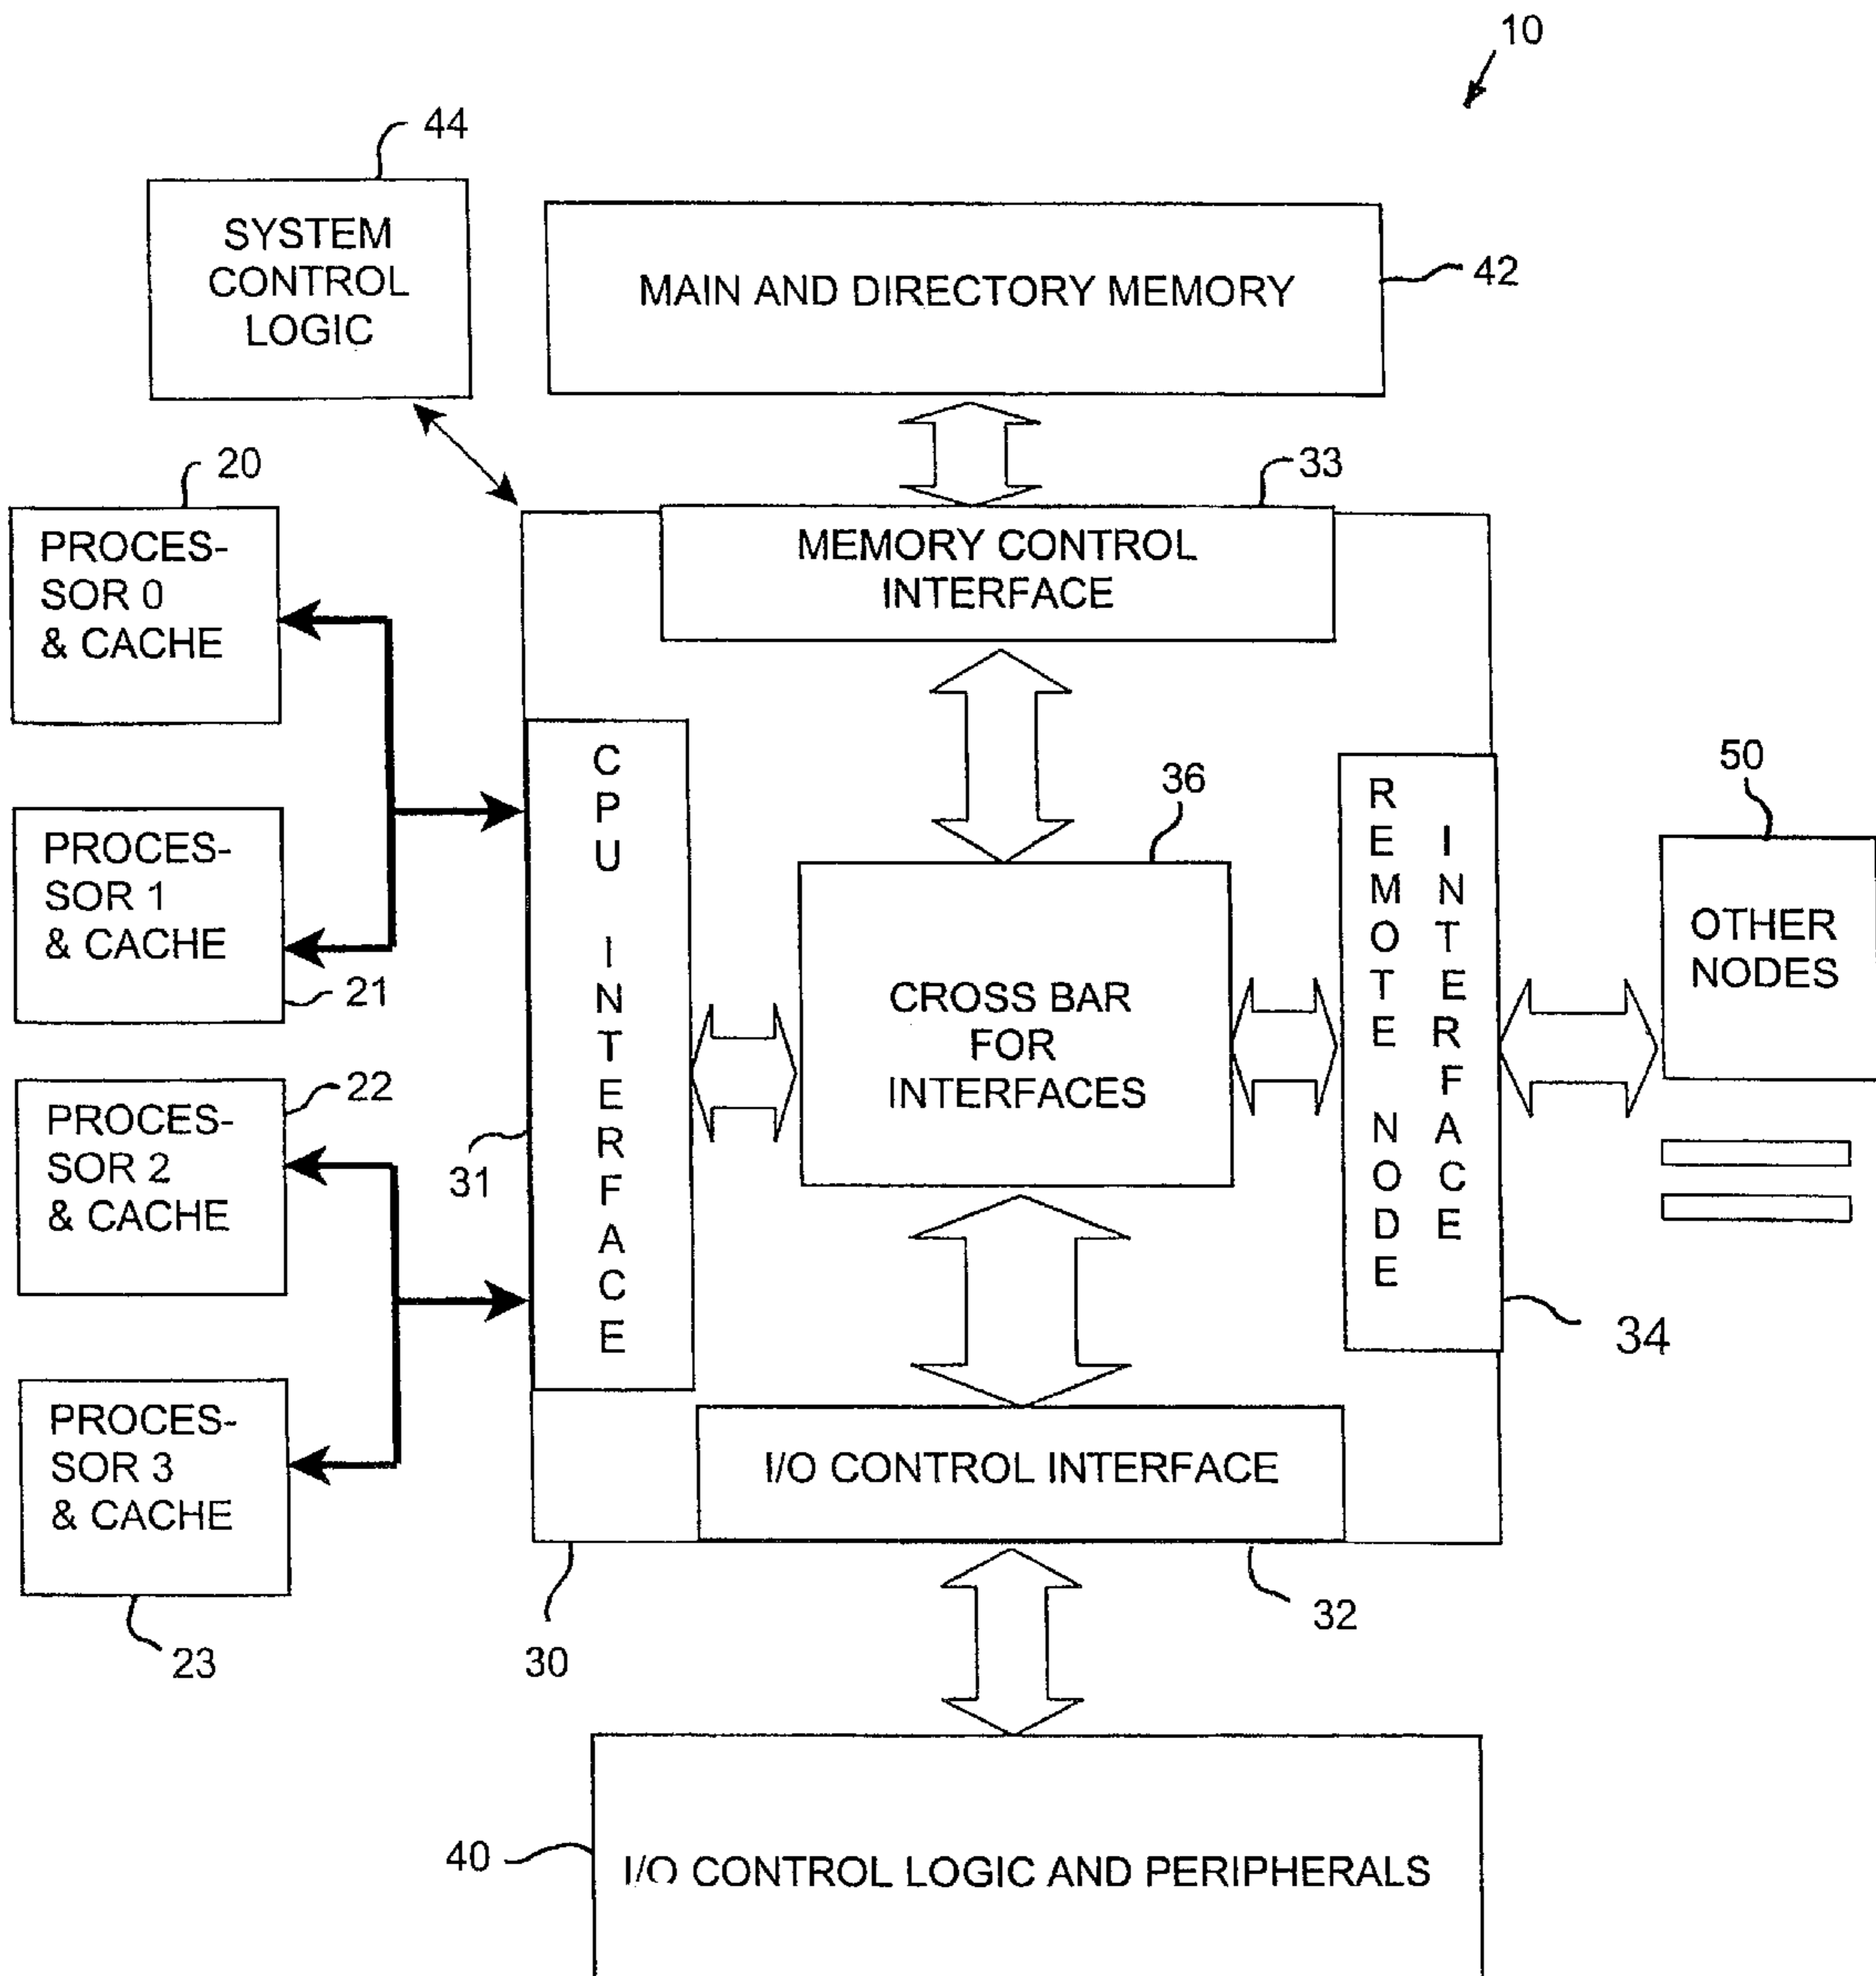 10
44
SYSTEM
CONTROL
LOGIC
MAIN AND DIRECTORY MEMORY
42
20
PROCES-
SOR 0
& CACHE
33
MEMORY CONTROL
INTERFACE
PROCES-
SOR 1
& CACHE
21
CPU INTERFACE
31
36
CROSS BAR
FOR
INTERFACES
REMOTE NODE
INTERFACE
34
50
OTHER
NODES
22
PROCES-
SOR 2
& CACHE
PROCES-
SOR 3
& CACHE
23
I/O CONTROL INTERFACE
30
32
40
I/O CONTROL LOGIC AND PERIPHERALS